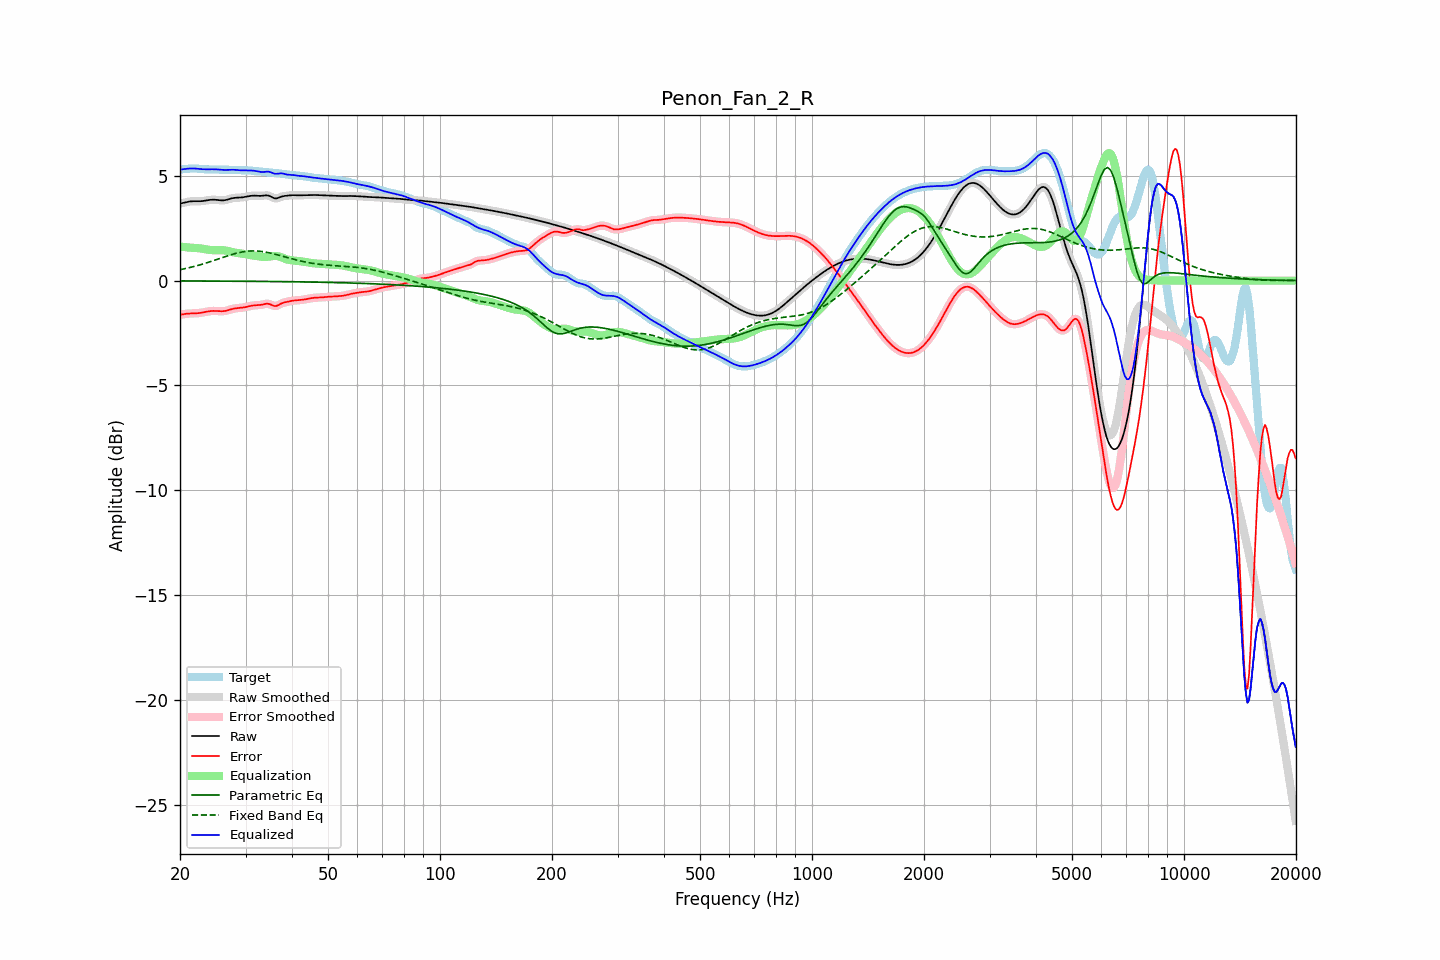 Penon_Fan_2_R
Amplitude (dBr)
5
0
−5
−10
−15
−20
−25
Target
Raw Smoothed
Error Smoothed
Raw
Error
Equalization
Parametric Eq
Fixed Band Eq
Equalized
20 50 100 200 500 1000 2000 5000 10000 20000
Frequency (Hz)